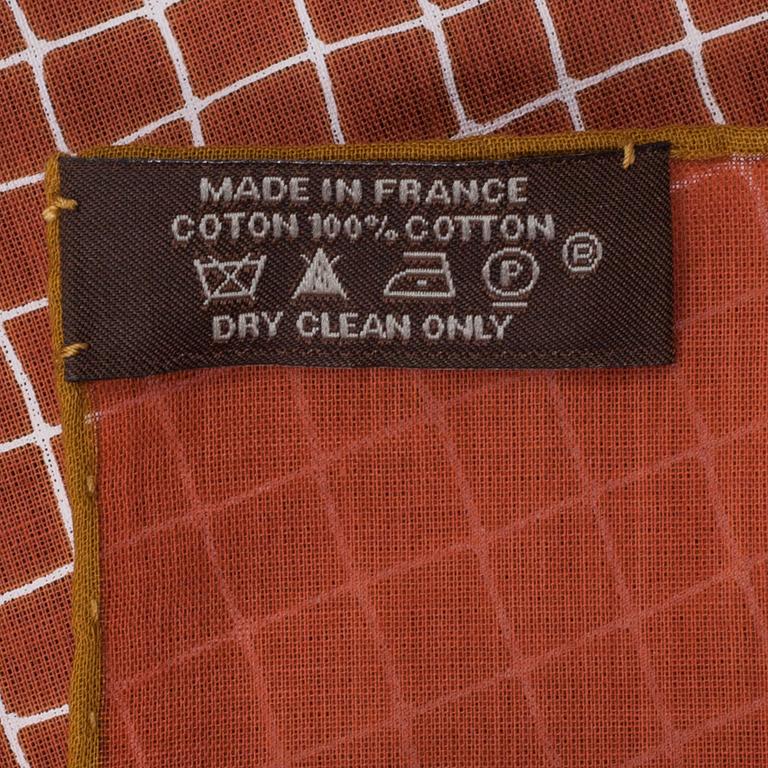 MADE IN FRANCE
COTON 100% COTTON
P ®
DRY CLEAN ONLY